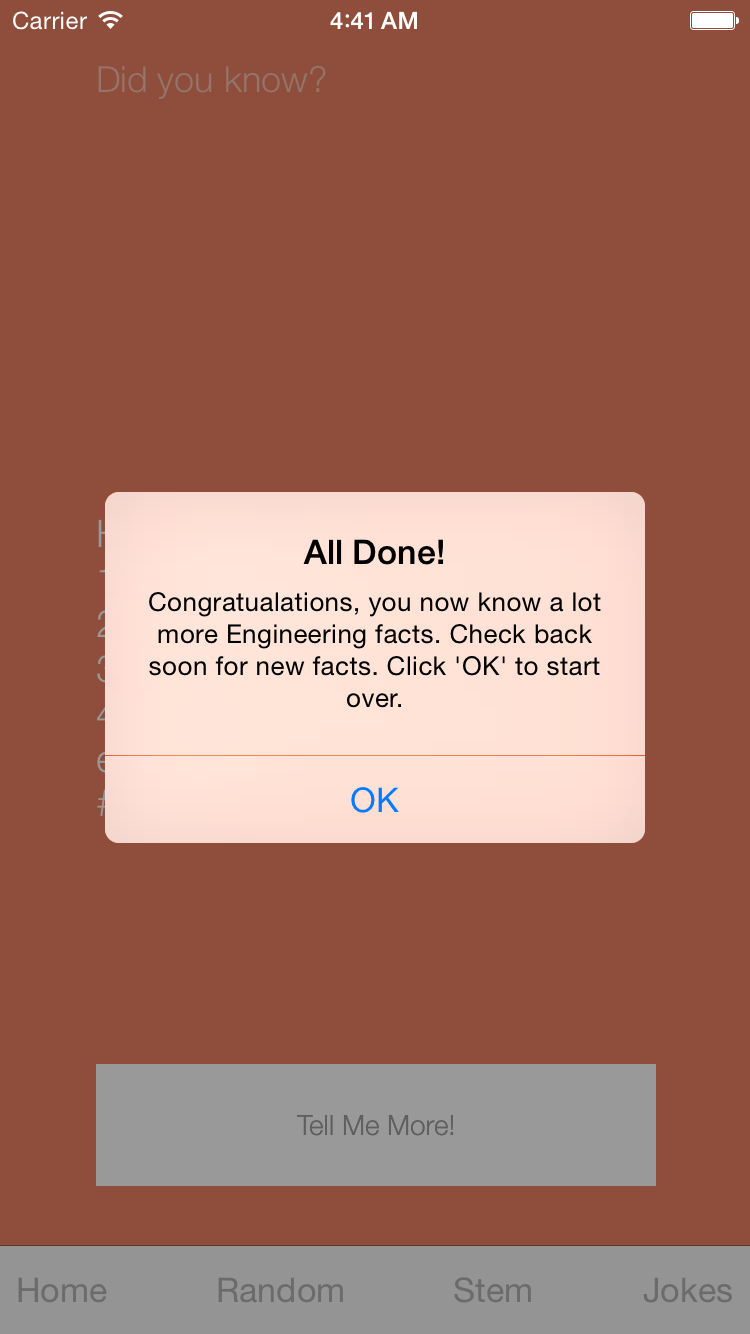 Carrier 4:41 AM
Did you know?
All Done!
Congratualations, you now know a lot
more Engineering facts. Check back
soon for new facts. Click 'OK' to start
over.
OK
Tell Me More!
Home Random Stem Jokes